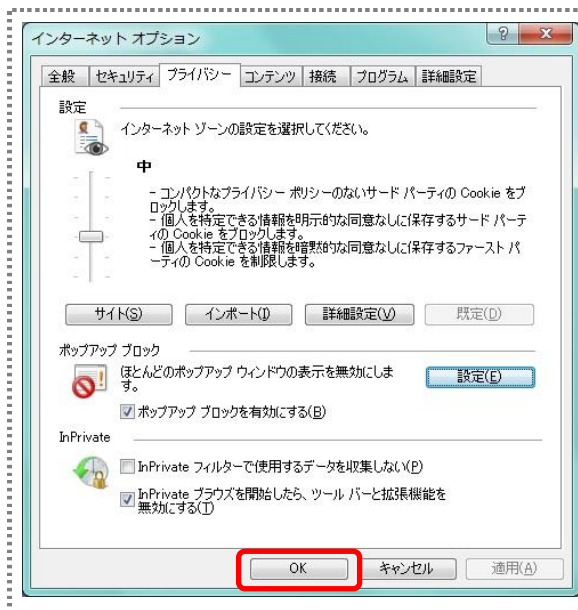 インターネット オプション
全般 セキュリティ プライバシー コンテンツ 接続 プログラム 詳細設定
設定
インターネット ゾーンの設定を選択してください。
中
- コンパクトなプライバシー ポリシーのないサード パーティの Cookie をブ
ロックします。
- 個人を特定できる情報を明示的な同意なしに保存するサード パーテ
ィの Cookie をブロックします。
- 個人を特定できる情報を暗黙的な同意なしに保存するファースト パ
ーティの Cookie を制限します。
サイト(S) インポート(I) 詳細設定(V) 既定(D)
ポップアップ ブロック
ほとんどのポップアップ ウィンドウの表示を無効にしま
す。
設定(E)
ポップアップ ブロックを有効にする(B)
InPrivate
InPrivate フィルターで使用するデータを収集しない(P)
InPrivate ブラウズを開始したら、ツール バーと拡張機能を
無効にする(T)
OK キャンセル 適用(A)